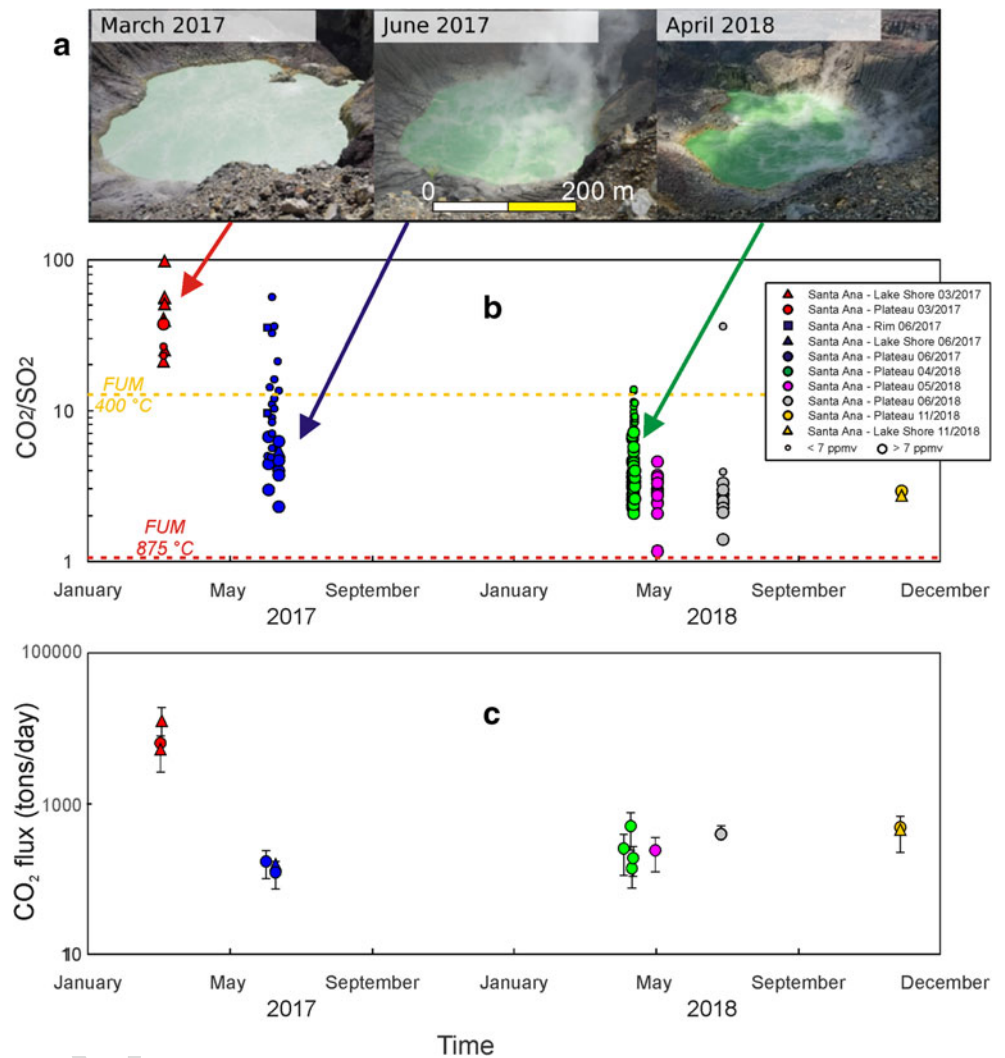 a
March 2017
June 2017
April 2018
0 200 m
b
CO2/SO2
100
10
1
FUM
400 °C
FUM
875 °C
Santa Ana - Lake Shore 03/2017
Santa Ana - Plateau 03/2017
Santa Ana - Rim 06/2017
Santa Ana - Lake Shore 06/2017
Santa Ana - Plateau 06/2017
Santa Ana - Plateau 04/2018
Santa Ana - Plateau 05/2018
Santa Ana - Plateau 06/2018
Santa Ana - Plateau 11/2018
Santa Ana - Lake Shore 11/2018
< 7 ppmv > 7 ppmv
January May September January May September December
2017 2018
c
CO2 flux (tons/day)
100000
1000
10
January May September January May September December
2017 2018
Time